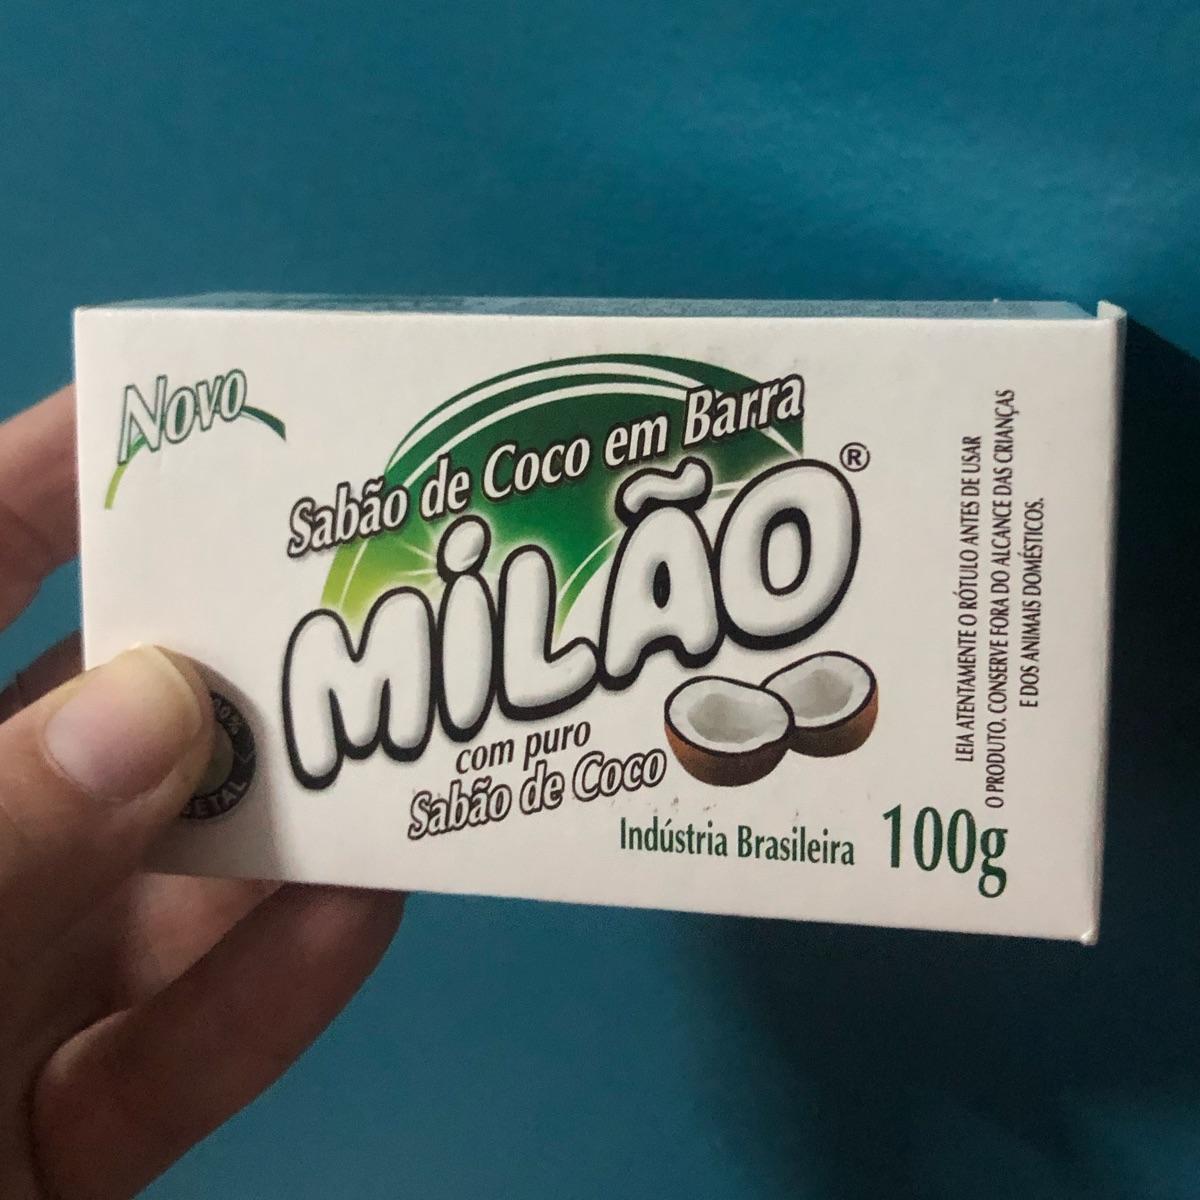 Novo
Sabão de Coco em Barra
MiLÃO®
com puro
Sabão de Coco
Indústria Brasileira 100g
LEIA ATENTAMENTE O RÓTULO ANTES DE USAR
O PRODUTO. CONSERVE FORA DO ALCANCE DAS CRIANÇAS
E DOS ANIMAIS DOMÉSTICOS.